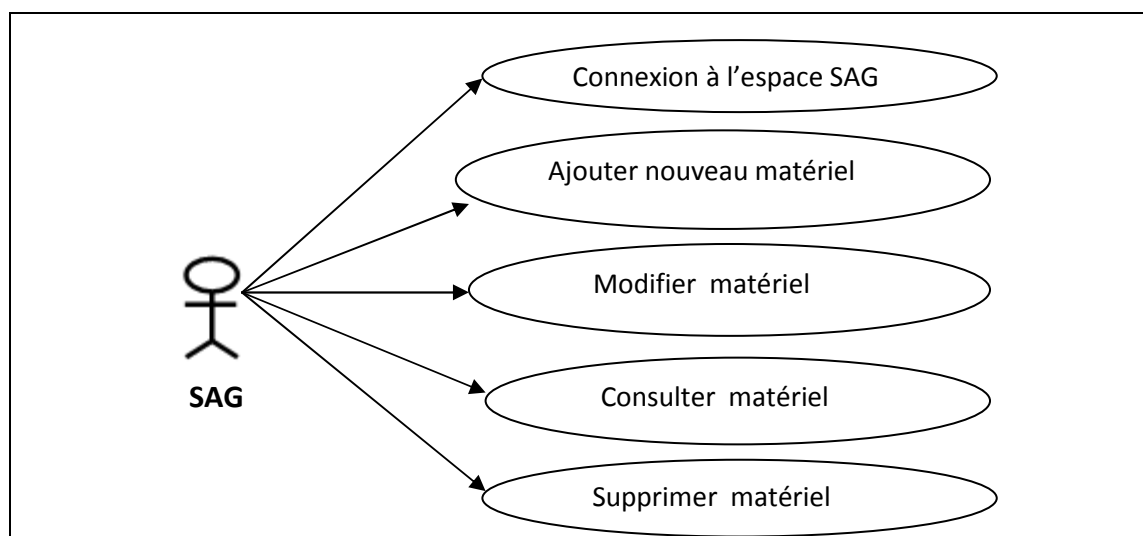 Connexion à l’espace SAG
Ajouter nouveau matériel
Modifier matériel
Consulter matériel
SAG
Supprimer matériel